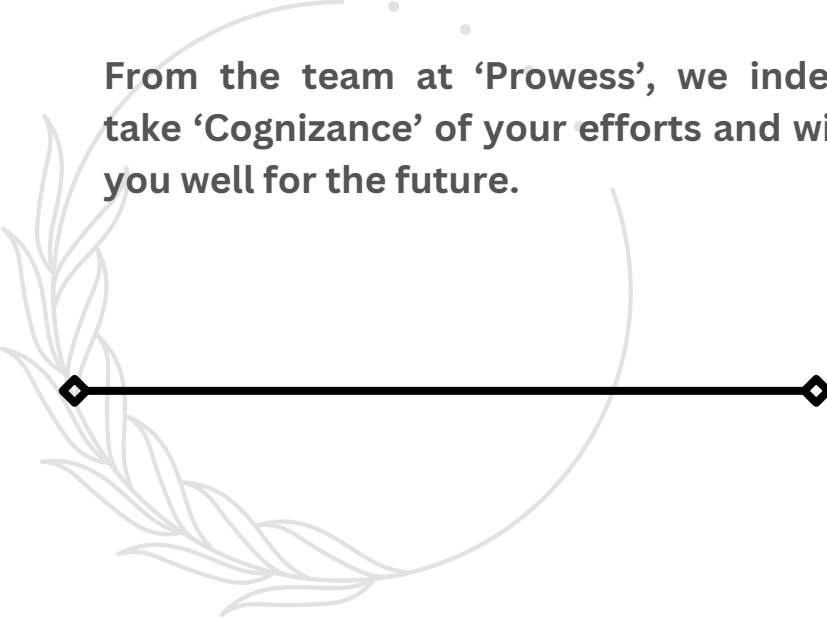 From the team at ‘Prowess’, we inde
take ‘Cognizance’ of your efforts and wi
you well for the future.